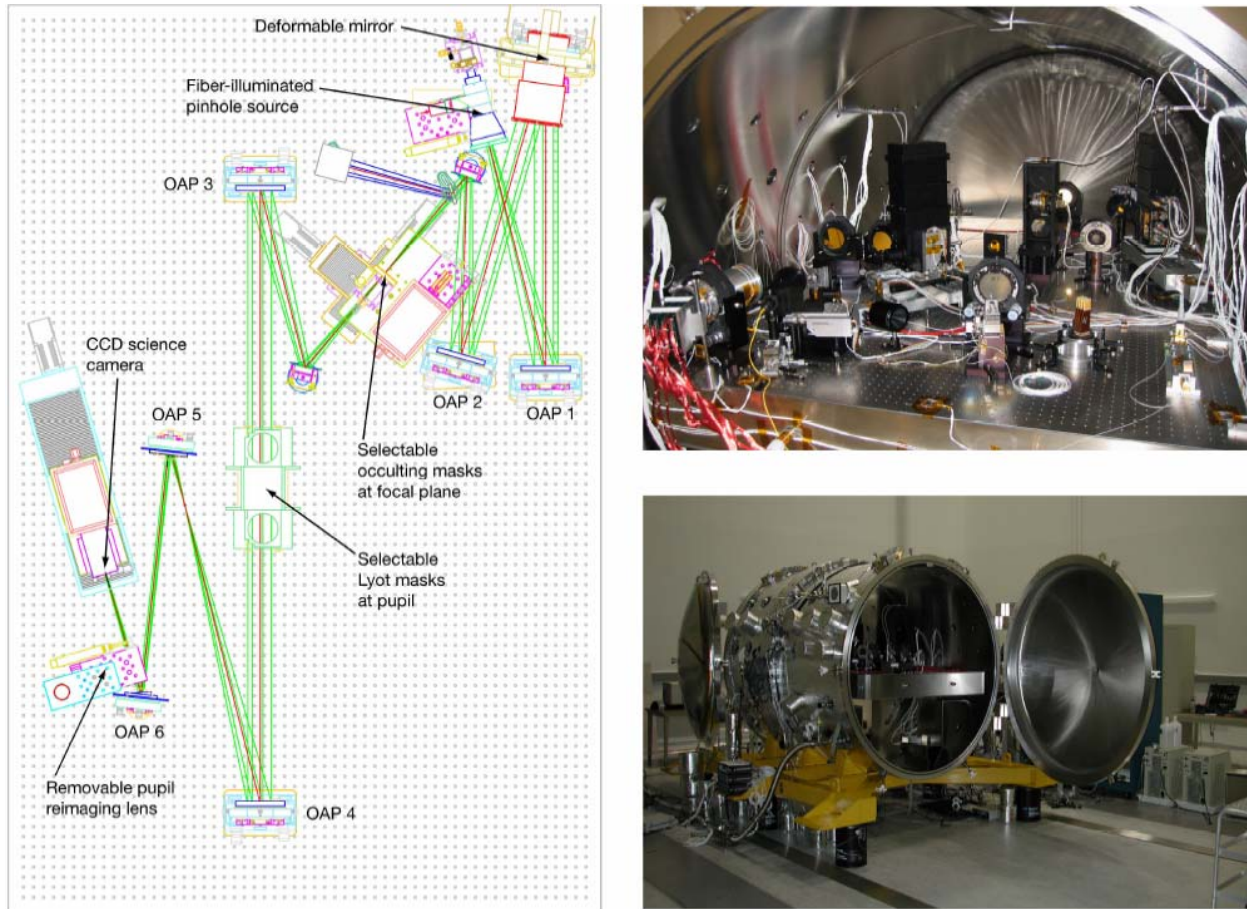 Deformable mirror
Fiber-illuminated
pinhole source
OAP 3
CCD science
camera
OAP 5
OAP 2
OAP 1
Selectable
occulting masks
at focal plane
Selectable
Lyot masks
at pupil
OAP 6
Removable pupil
reimaging lens
OAP 4